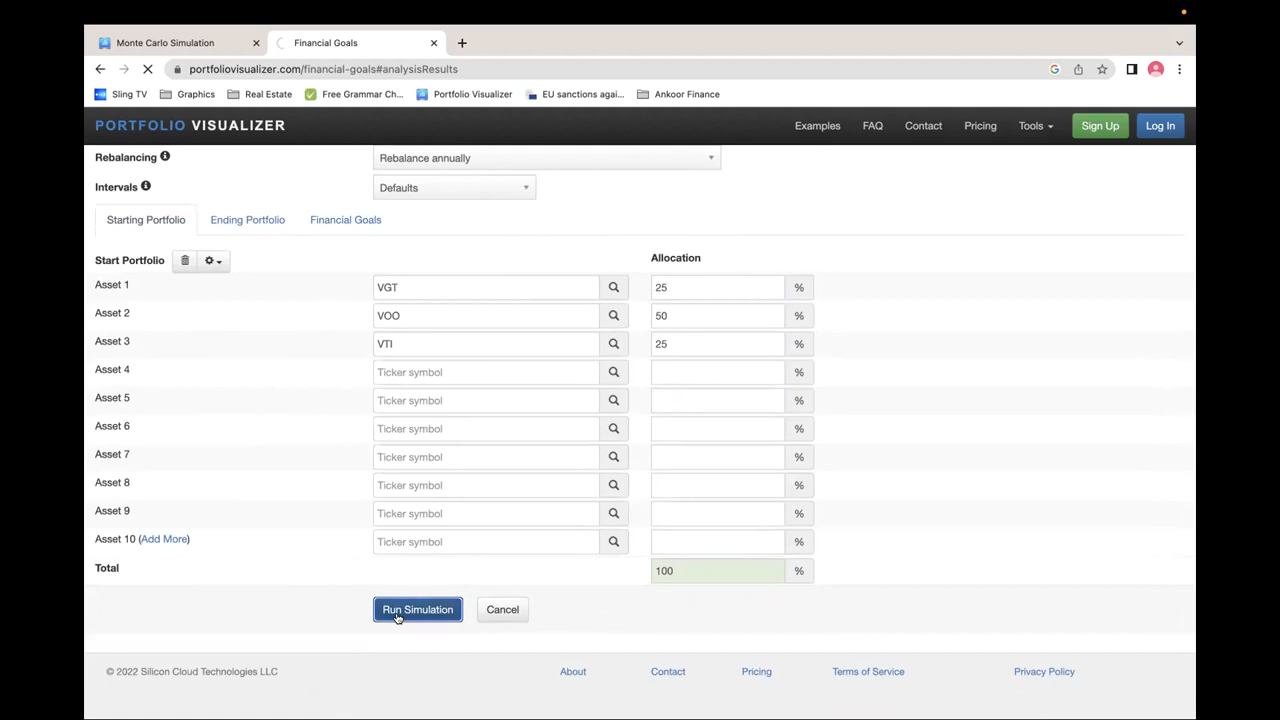 Monte Carlo Simulation
Financial Goals
portfoliovisualizer.com/financial-goals#analysisResults
Sling TV
Graphics
Real Estate
Free Grammar Ch...
Portfolio Visualizer
EU sanctions agai...
Ankoor Finance
PORTFOLIO VISUALIZER
Examples
FAQ
Contact
Pricing
Tools
Sign Up
Log In
Rebalancing
Rebalance annually
Intervals
Defaults
Starting Portfolio
Ending Portfolio
Financial Goals
Start Portfolio
Allocation
Asset 1 VGT 25 %
Asset 2 VOO 50 %
Asset 3 VTI 25 %
Asset 4 Ticker symbol %
Asset 5 Ticker symbol %
Asset 6 Ticker symbol %
Asset 7 Ticker symbol %
Asset 8 Ticker symbol %
Asset 9 Ticker symbol %
Asset 10 (Add More) Ticker symbol %
Total 100 %
Run Simulation
Cancel
© 2022 Silicon Cloud Technologies LLC
About
Contact
Pricing
Terms of Service
Privacy Policy